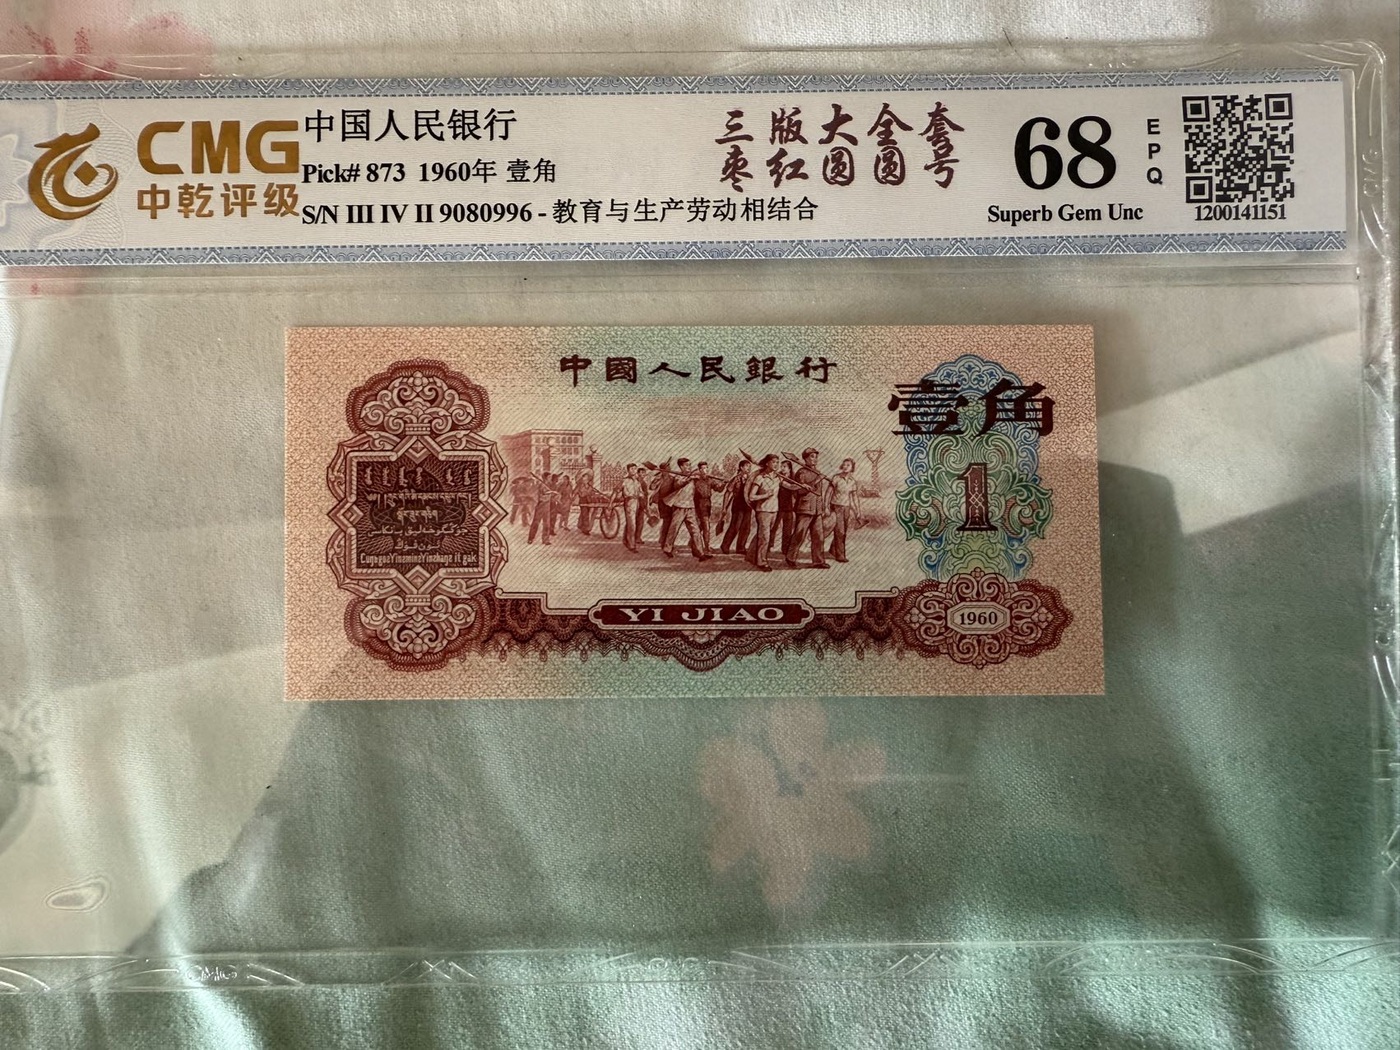 CMG
中乾评级
中国人民银行
Pick# 873 1960年 壹角
S/N III IV II 9080996 - 教育与生产劳动相结合
三版大全套
枣红圆圆号
68
EPQ
Superb Gem Unc
1200141151
中國人民銀行
壹角
1
YI JIAO
1960